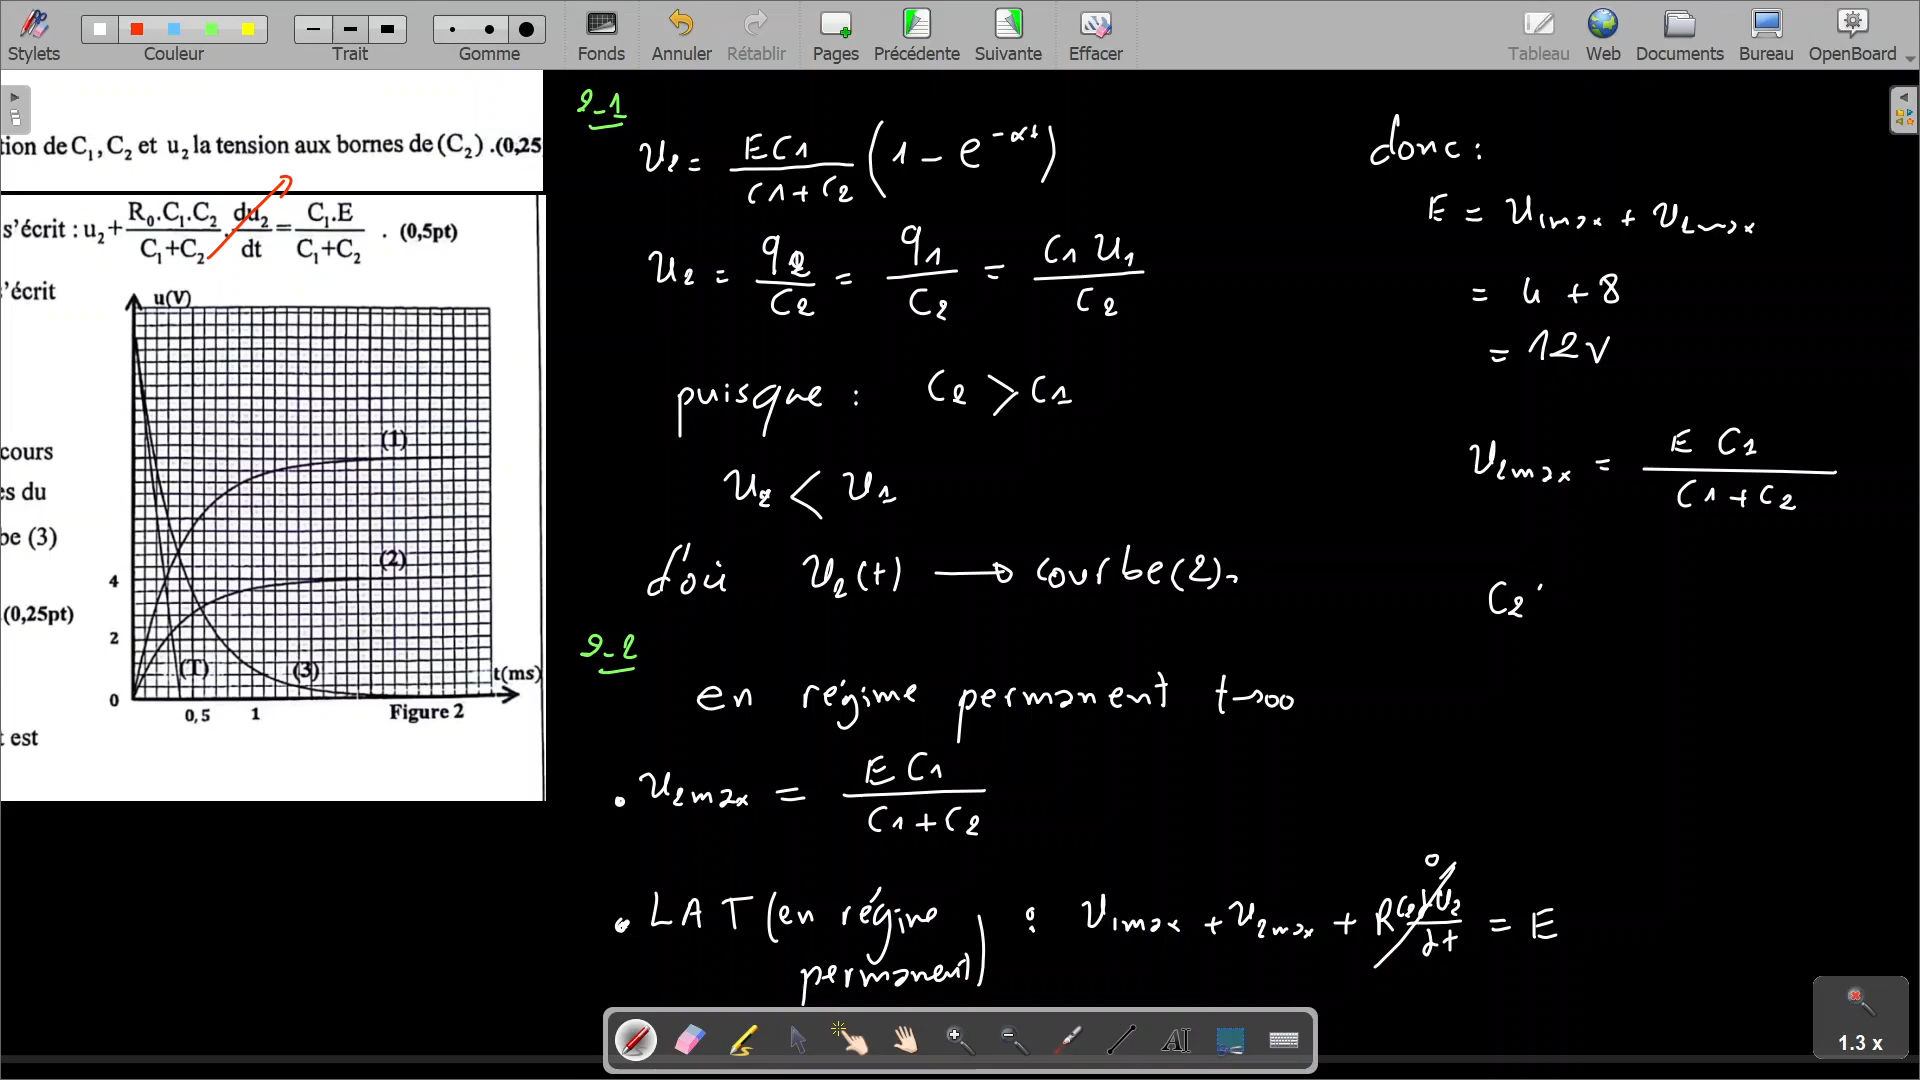 Stylets Couleur Trait Gomme Fonds Annuler Rétablir Pages Précédente Suivante Effacer Tableau Web Documents Bureau OpenBoard
tion de C₁, C₂ et u₂ la tension aux bornes de (C₂) .(0,25
s’écrit : u₂ + R₀.C₁.C₂ / C₁+C₂ . du₂/dt = C₁.E / C₁+C₂ . (0,5pt)
’écrit
cours
es du
be (3)
(0,25pt)
est
u(V)
(1)
(2)
4
2
(T) (3) t(ms)
0
0,5 1 Figure 2
2-1
u₂ = EC₁ / C₁+C₂ (1 - e^-αt)
u₂ = q₂/C₂ = q₁/C₂ = C₁ u₁/C₂
puisque : C₂ > C₁
u₂ < u₁
d'où u₂(t) → courbe(2).
2-2
en régime permanent t→∞
• u₂max = E C₁ / C₁+C₂
• LAT (en régime permanent) : u₁max + u₂max + RC₂ du₂/dt = E
0
donc :
E = u₁max + u₂max
= 4 + 8
= 12V
u₂max = E C₁ / C₁+C₂
C₂
1.3 x